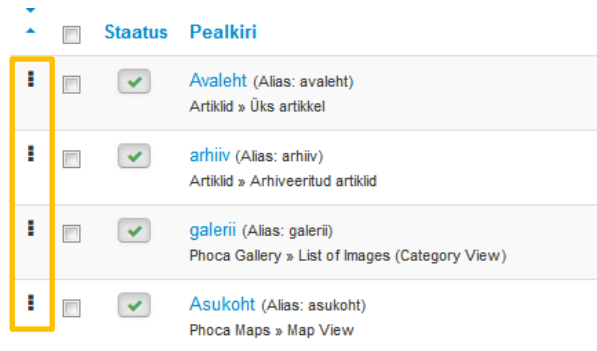 Staatus Pealkiri
Avaleht (Alias: avaleht)
Artiklid » Üks artikkel
arhiiv (Alias: arhiiv)
Artiklid » Arhiveeritud artiklid
galerii (Alias: galerii)
Phoca Gallery » List of Images (Category View)
Asukoht (Alias: asukoht)
Phoca Maps » Map View